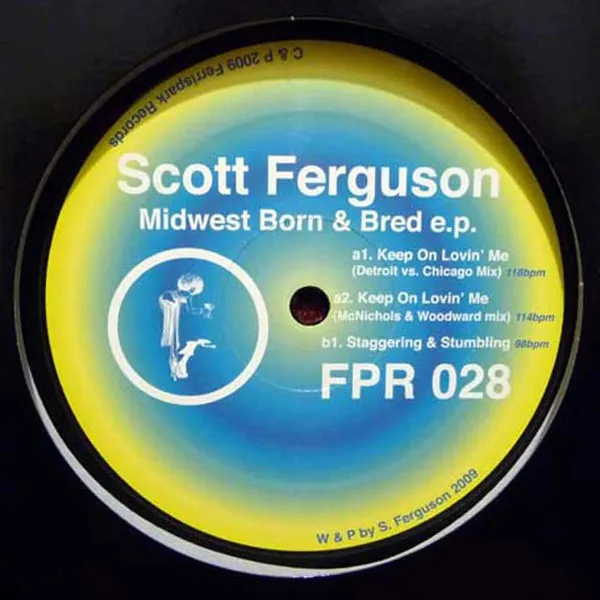 C & P 2009 Ferrispark Records
Scott Ferguson
Midwest Born & Bred e.p.
a1. Keep On Lovin' Me
(Detroit vs. Chicago Mix) 118bpm
a2. Keep On Lovin' Me
(McNichols & Woodward mix) 114bpm
b1. Staggering & Stumbling 98bpm
FPR 028
W & P by S. Ferguson 2009